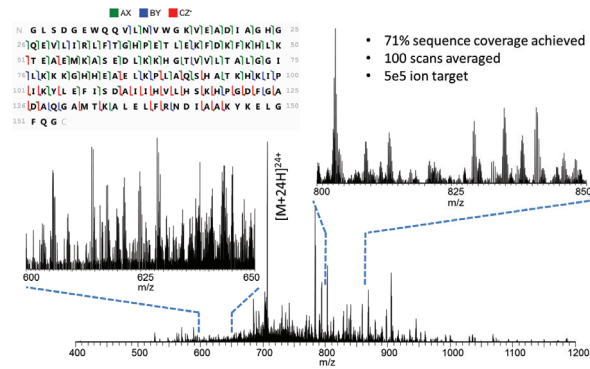 AX BY CZ•
N G L S D G E W Q Q V L N V W G K V E A D I A G H G 25
26 Q E V L I R L F T G H P E T L E K F D K F K H L K 50
51 T E A E M K A S E D L K K H G T V V L T A L G G I 75
76 L K K K G H H E A E L K P L A Q S H A T K H K I P 100
101 I K Y L E F I S D A I I H V L H S K H P G D F G A 125
126 D A Q G A M T K A L E L F R N D I A A K Y K E L G 150
151 F Q G C
• 71% sequence coverage achieved
• 100 scans averaged
• 5e5 ion target
800 825 850
m/z
[M+24H]24+
600 625 650
m/z
400 500 600 700 800 900 1000 1100 1200
m/z